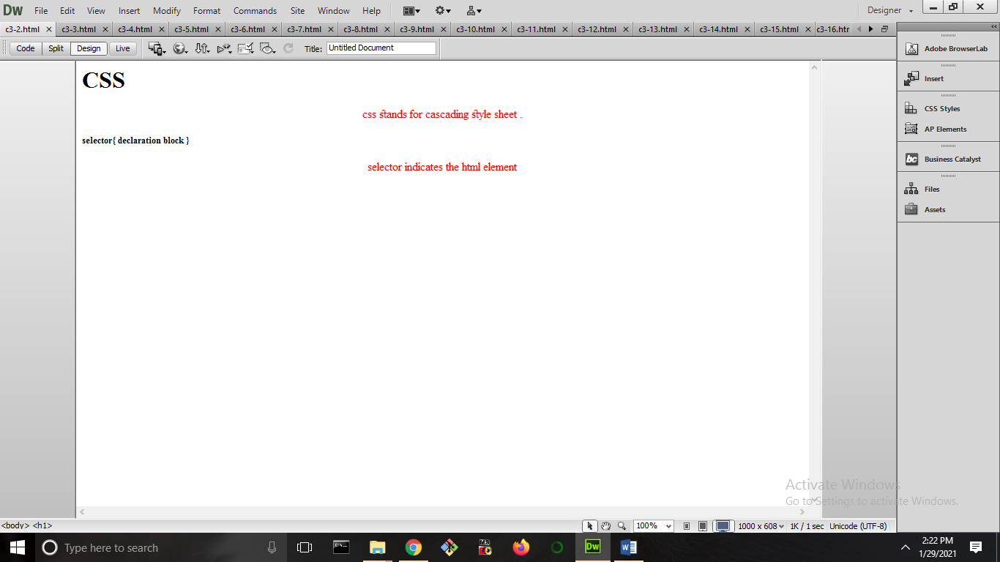 Dw File Edit View Insert Modify Format Commands Site Window Help Designer
c3-2.html c3-3.html c3-4.html c3-5.html c3-6.html c3-7.html c3-8.html c3-9.html c3-10.html c3-11.html c3-12.html c3-13.html c3-14.html c3-15.html c3-16.htr
Code Split Design Live Title: Untitled Document
Adobe BrowserLab
Insert
CSS Styles
AP Elements
bc Business Catalyst
Files
Assets
CSS
css stands for cascading style sheet .
selector{ declaration block }
selector indicates the html element
Activate Windows
Go to Settings to activate Windows.
<body> <h1> 100% 1000 x 608 1K / 1 sec Unicode (UTF-8)
Type here to search Dw W 2:22 PM
1/29/2021